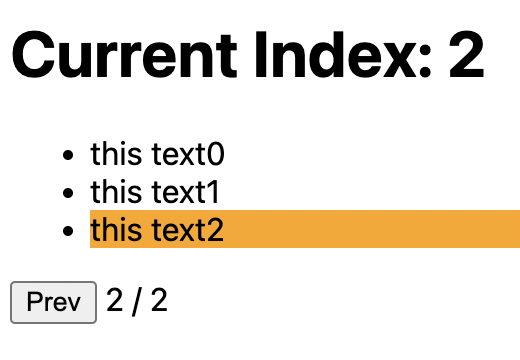 Current Index: 2
this text0
this text1
this text2
Prev 2 / 2